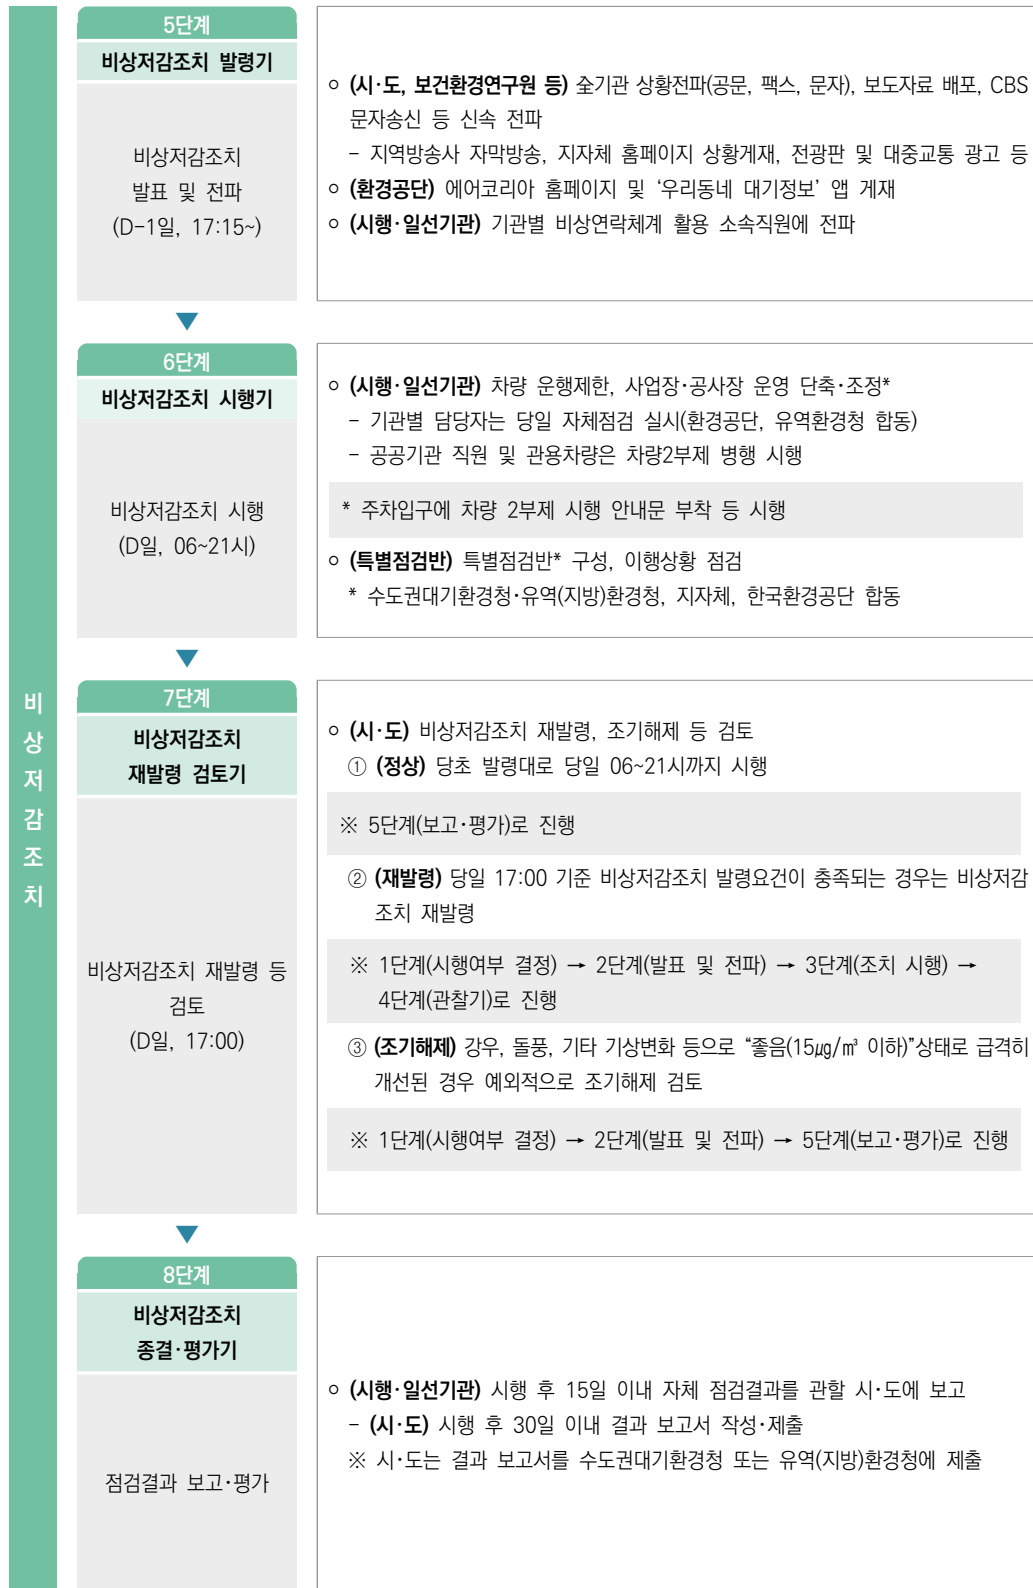 비상저감조치
5단계
비상저감조치 발령기
비상저감조치
발표 및 전파
(D-1일, 17:15~)
○ (시·도, 보건환경연구원 등) 全기관 상황전파(공문, 팩스, 문자), 보도자료 배포, CBS
문자송신 등 신속 전파
- 지역방송사 자막방송, 지자체 홈페이지 상황게재, 전광판 및 대중교통 광고 등
○ (환경공단) 에어코리아 홈페이지 및 ‘우리동네 대기정보’ 앱 게재
○ (시행·일선기관) 기관별 비상연락체계 활용 소속직원에 전파
▼
6단계
비상저감조치 시행기
비상저감조치 시행
(D일, 06~21시)
○ (시행·일선기관) 차량 운행제한, 사업장·공사장 운영 단축·조정*
- 기관별 담당자는 당일 자체점검 실시(환경공단, 유역환경청 합동)
- 공공기관 직원 및 관용차량은 차량2부제 병행 시행
* 주차입구에 차량 2부제 시행 안내문 부착 등 시행
○ (특별점검반) 특별점검반* 구성, 이행상황 점검
* 수도권대기환경청·유역(지방)환경청, 지자체, 한국환경공단 합동
▼
7단계
비상저감조치
재발령 검토기
비상저감조치 재발령 등
검토
(D일, 17:00)
○ (시·도) 비상저감조치 재발령, 조기해제 등 검토
① (정상) 당초 발령대로 당일 06~21시까지 시행
※ 5단계(보고·평가)로 진행
② (재발령) 당일 17:00 기준 비상저감조치 발령요건이 충족되는 경우는 비상저감
조치 재발령
※ 1단계(시행여부 결정) → 2단계(발표 및 전파) → 3단계(조치 시행) →
4단계(관찰기)로 진행
③ (조기해제) 강우, 돌풍, 기타 기상변화 등으로 “좋음(15㎍/㎥ 이하)”상태로 급격히
개선된 경우 예외적으로 조기해제 검토
※ 1단계(시행여부 결정) → 2단계(발표 및 전파) → 5단계(보고·평가)로 진행
▼
8단계
비상저감조치
종결·평가기
점검결과 보고·평가
○ (시행·일선기관) 시행 후 15일 이내 자체 점검결과를 관할 시·도에 보고
- (시·도) 시행 후 30일 이내 결과 보고서 작성·제출
※ 시·도는 결과 보고서를 수도권대기환경청 또는 유역(지방)환경청에 제출